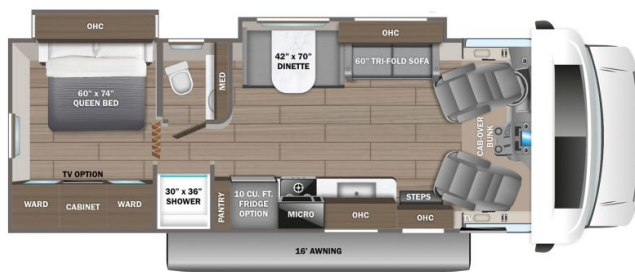 OHC
60" x 74"
QUEEN BED
MED
42" x 70"
DINETTE
OHC
60" TRI-FOLD SOFA
CAB-OVER
BUNK
TV OPTION
WARD
CABINET
WARD
30" x 36"
SHOWER
PANTRY
10 CU. FT.
FRIDGE
OPTION
MICRO
OHC
STEPS
OHC
TV
16' AWNING